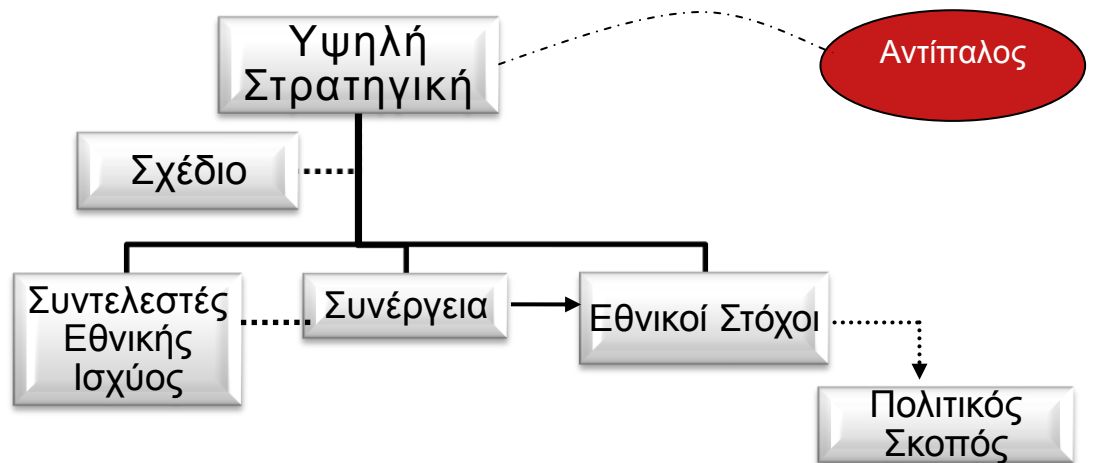 Υψηλή
Στρατηγική
Αντίπαλος
Σχέδιο
Συντελεστές
Εθνικής
Ισχύος
Συνέργεια
Εθνικοί Στόχοι
Πολιτικός
Σκοπός